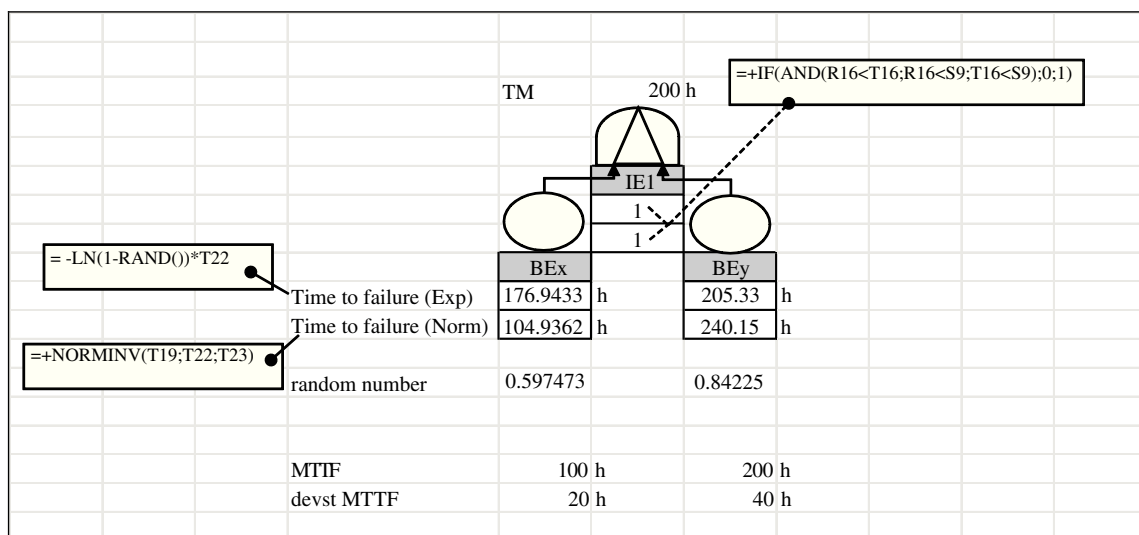 =+IF(AND(R16<T16;R16<S9;T16<S9);0;1)
TM 200 h
IE1
1
1
= -LN(1-RAND())*T22
BEx BEy
Time to failure (Exp) 176.9433 h 205.33 h
Time to failure (Norm) 104.9362 h 240.15 h
=+NORMINV(T19;T22;T23)
random number 0.597473 0.84225
MTTF 100 h 200 h
devst MTTF 20 h 40 h